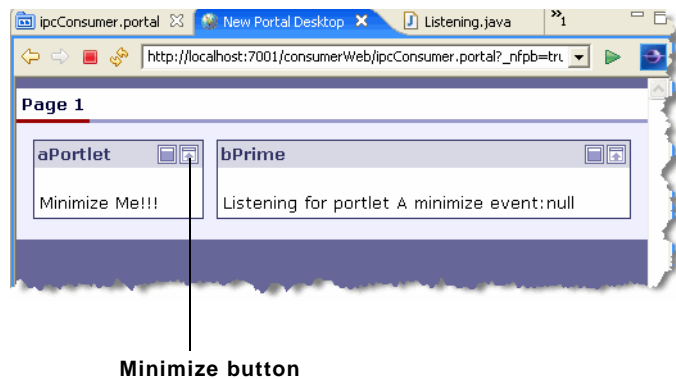 ipcConsumer.portal
New Portal Desktop
Listening.java
»1
http://localhost:7001/consumerWeb/ipcConsumer.portal?_nfpb=tru
Page 1
aPortlet
bPrime
Minimize Me!!!
Listening for portlet A minimize event:null
Minimize button